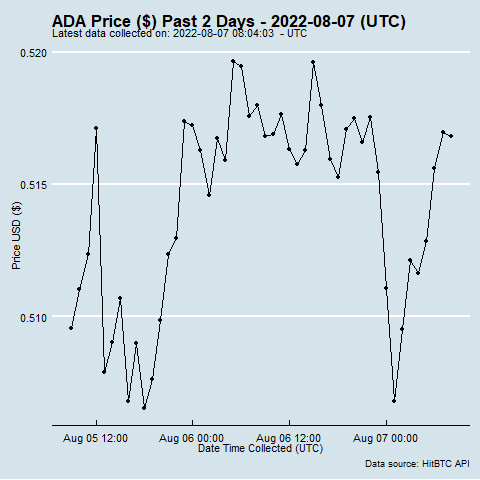 ADA Price ($) Past 2 Days - 2022-08-07 (UTC)
Latest data collected on: 2022-08-07 08:04:03 - UTC
0.520
0.515
0.510
Price USD ($)
Aug 05 12:00 Aug 06 00:00 Aug 06 12:00 Aug 07 00:00
Date Time Collected (UTC)
Data source: HitBTC API